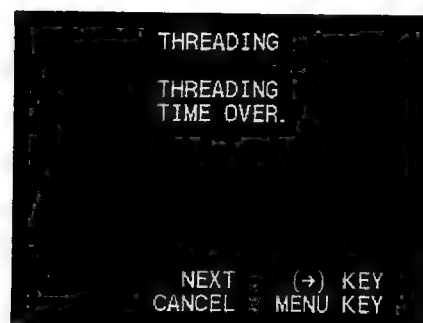 THREADING
THREADING
TIME OVER.
NEXT (→) KEY
CANCEL MENU KEY